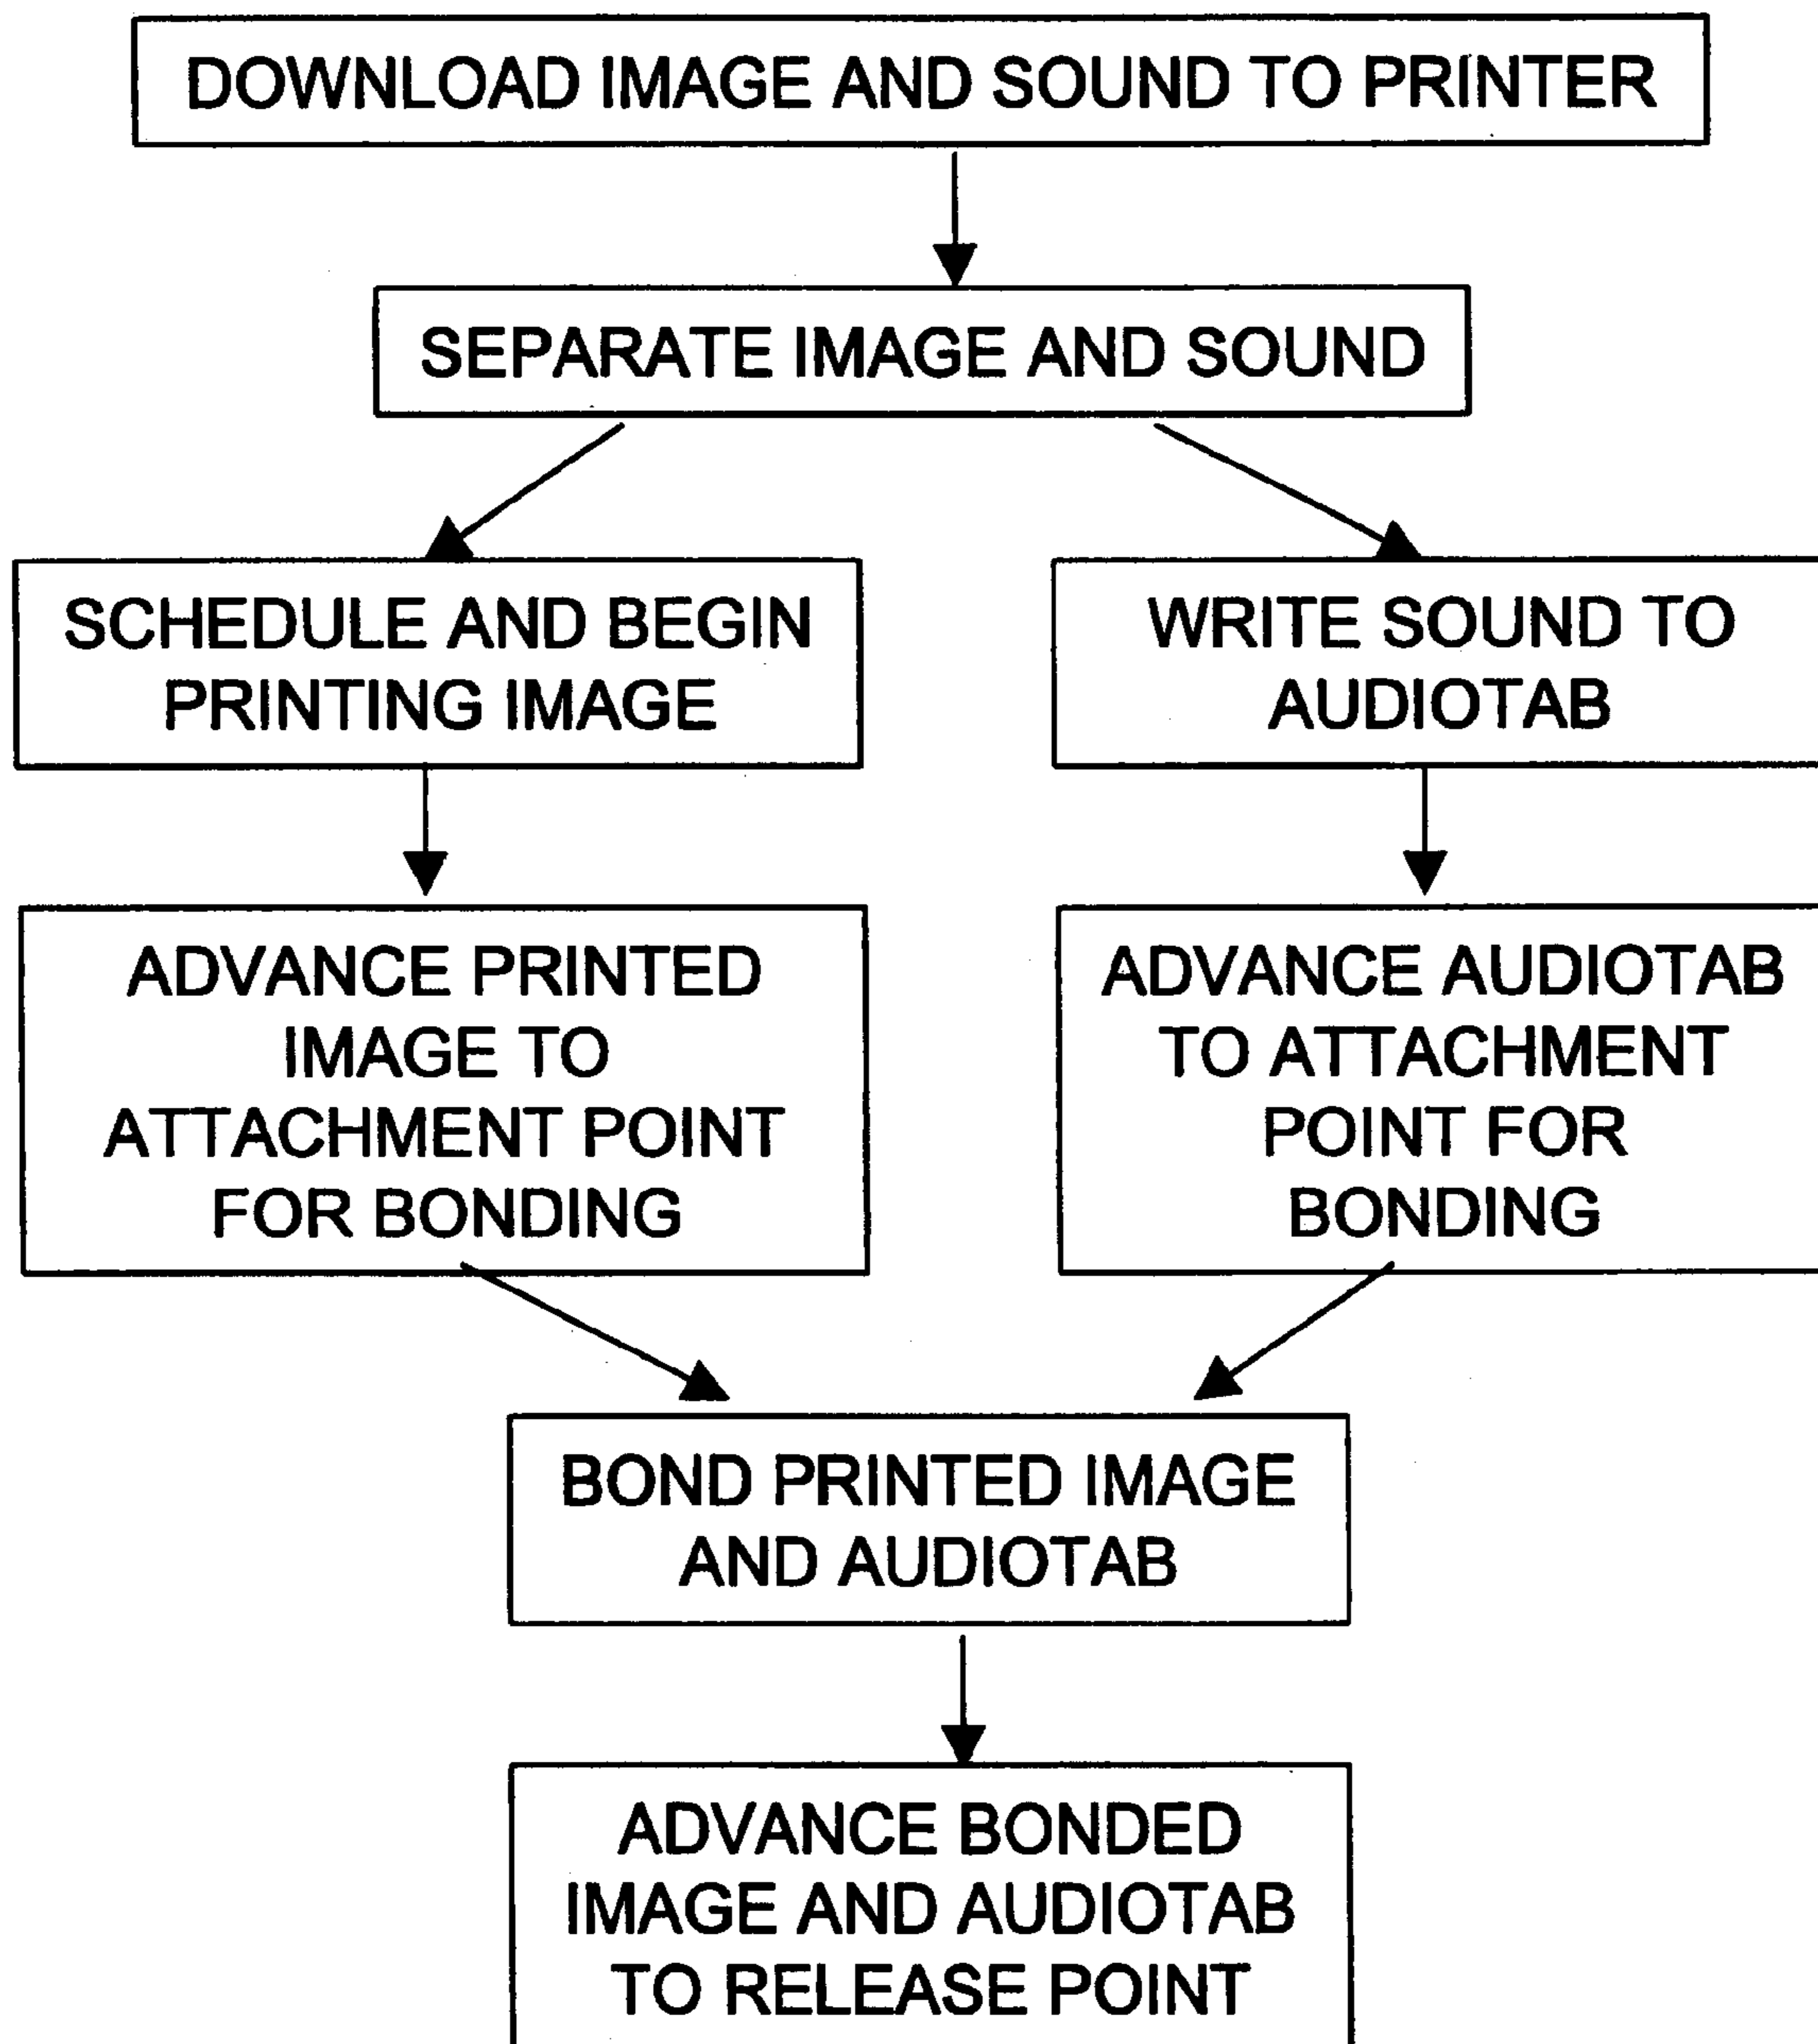 DOWNLOAD IMAGE AND SOUND TO PRINTER
SEPARATE IMAGE AND SOUND
SCHEDULE AND BEGIN
PRINTING IMAGE
WRITE SOUND TO
AUDIOTAB
ADVANCE PRINTED
IMAGE TO
ATTACHMENT POINT
FOR BONDING
ADVANCE AUDIOTAB
TO ATTACHMENT
POINT FOR
BONDING
BOND PRINTED IMAGE
AND AUDIOTAB
ADVANCE BONDED
IMAGE AND AUDIOTAB
TO RELEASE POINT